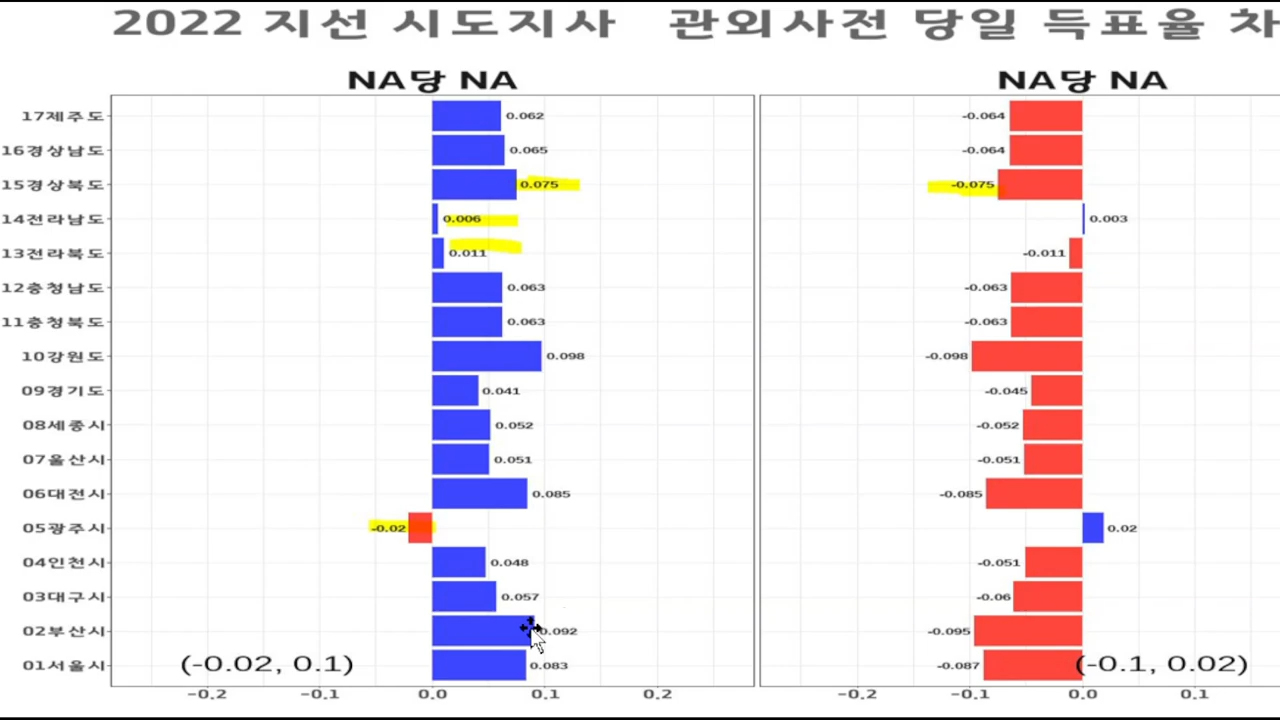 2022 지선 시도지사 관외사전 당일 득표율 차
NA당 NA NA당 NA
17제주도 0.062 -0.064
16경상남도 0.065 -0.064
15경상북도 0.075 -0.075
14전라남도 0.006 0.003
13전라북도 0.011 -0.011
12충청남도 0.063 -0.063
11충청북도 0.063 -0.063
10강원도 0.098 -0.098
09경기도 0.041 -0.045
08세종시 0.052 -0.052
07울산시 0.051 -0.051
06대전시 0.085 -0.085
05광주시 -0.02 0.02
04인천시 0.048 -0.051
03대구시 0.057 -0.06
02부산시 0.092 -0.095
01서울시 (-0.02, 0.1) 0.083 -0.087 (-0.1, 0.02)
-0.2 -0.1 0.0 0.1 0.2 -0.2 -0.1 0.0 0.1